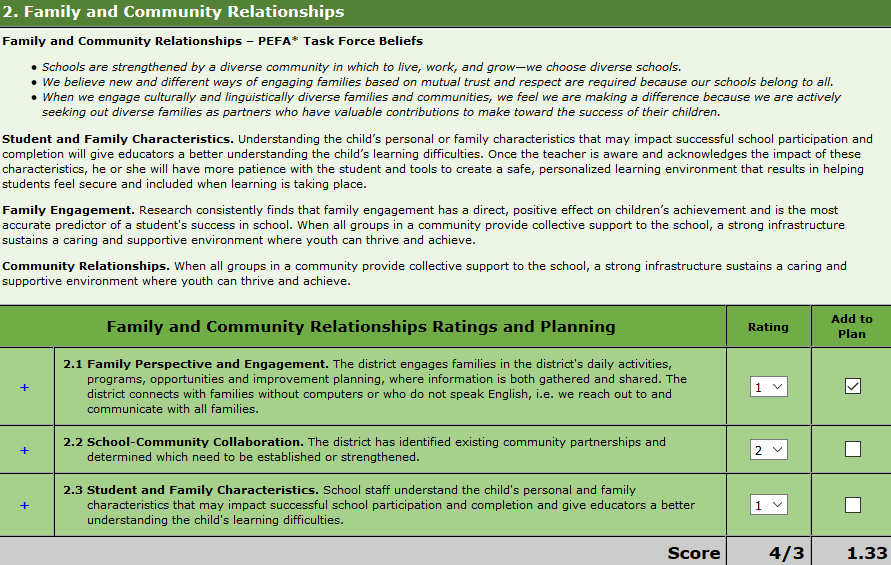 2. Family and Community Relationships
Family and Community Relationships – PEFA* Task Force Beliefs
• Schools are strengthened by a diverse community in which to live, work, and grow—we choose diverse schools.
• We believe new and different ways of engaging families based on mutual trust and respect are required because our schools belong to all.
• When we engage culturally and linguistically diverse families and communities, we feel we are making a difference because we are actively
seeking out diverse families as partners who have valuable contributions to make toward the success of their children.
Student and Family Characteristics. Understanding the child's personal or family characteristics that may impact successful school participation and
completion will give educators a better understanding the child's learning difficulties. Once the teacher is aware and acknowledges the impact of these
characteristics, he or she will have more patience with the student and tools to create a safe, personalized learning environment that results in helping
students feel secure and included when learning is taking place.
Family Engagement. Research consistently finds that family engagement has a direct, positive effect on children's achievement and is the most
accurate predictor of a student's success in school. When all groups in a community provide collective support to the school, a strong infrastructure
sustains a caring and supportive environment where youth can thrive and achieve.
Community Relationships. When all groups in a community provide collective support to the school, a strong infrastructure sustains a caring and
supportive environment where youth can thrive and achieve.
Family and Community Relationships Ratings and Planning
Rating
Add to
Plan
+
2.1 Family Perspective and Engagement. The district engages families in the district's daily activities,
programs, opportunities and improvement planning, where information is both gathered and shared. The
district connects with families without computers or who do not speak English, i.e. we reach out to and
communicate with all families.
1
+
2.2 School-Community Collaboration. The district has identified existing community partnerships and
determined which need to be established or strengthened.
2
+
2.3 Student and Family Characteristics. School staff understand the child's personal and family
characteristics that may impact successful school participation and completion and give educators a better
understanding the child's learning difficulties.
1
Score
4/3
1.33